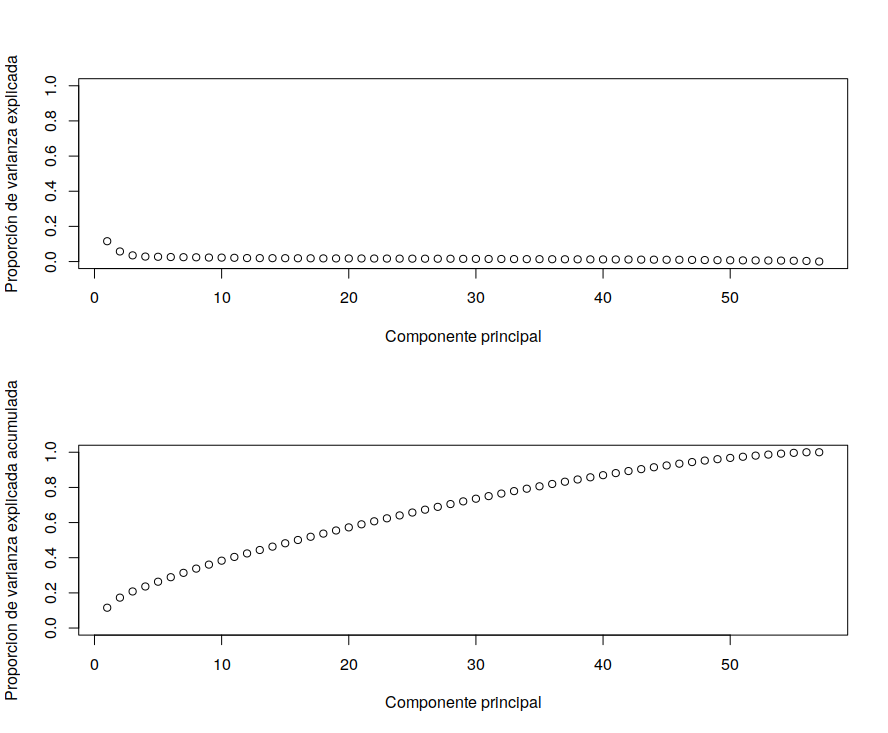 Proporción de varianza explicada
1.0
0.8
0.6
0.4
0.2
0.0
0 10 20 30 40 50
Componente principal
Proporcion de varianza explicada acumulada
1.0
0.8
0.6
0.4
0.2
0.0
0 10 20 30 40 50
Componente principal